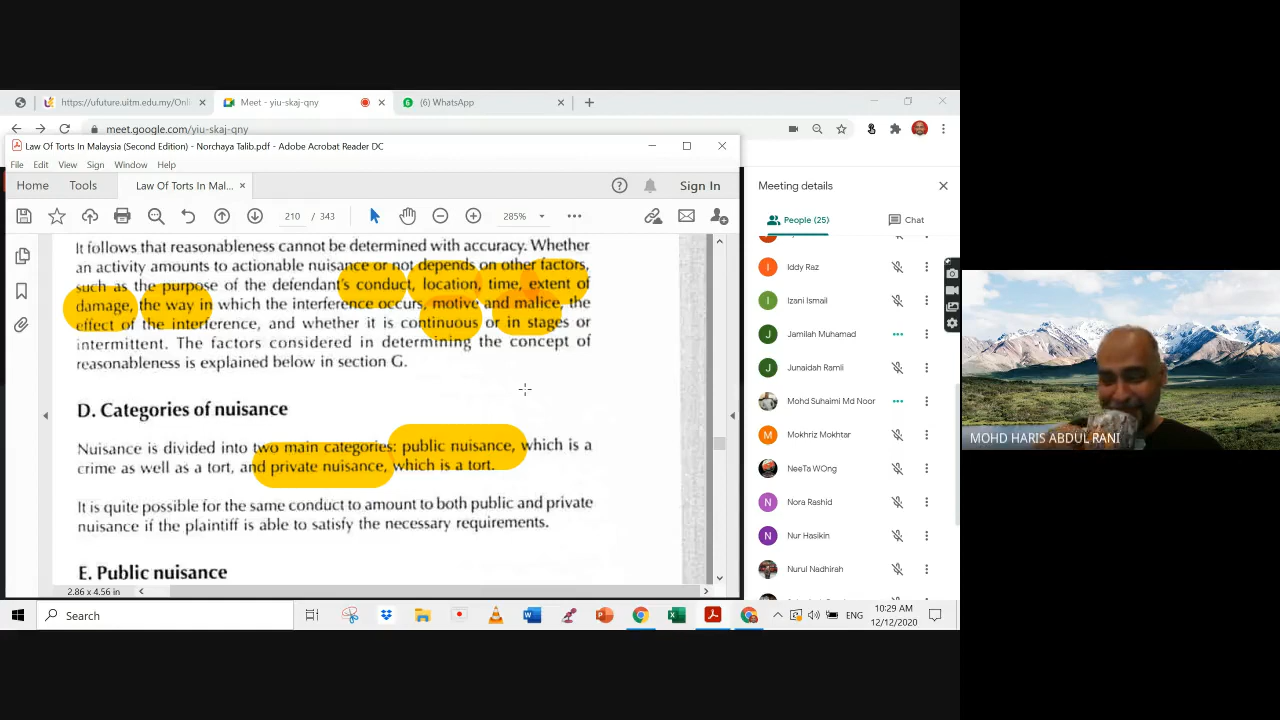 https://ufuture.uitm.edu.my/Onl
Meet - yiu-skaj-qny
6
(6) WhatsApp
meet.google.com/yiu-skaj-qny
Law Of Torts In Malaysia (Second Edition) - Norchaya Talib.pdf - Adobe Acrobat Reader DC
File Edit View Sign Window Help
Home Tools Law Of Torts In Mal... Sign In
210 / 343 285%
It follows that reasonableness cannot be determined with accuracy. Whether
an activity amounts to actionable nuisance or not depends on other factors,
such as the purpose of the defendant's conduct, location, time, extent of
damage, the way in which the interference occurs, motive and malice, the
effect of the interference, and whether it is continuous or in stages or
intermittent. The factors considered in determining the concept of
reasonableness is explained below in section G.
D. Categories of nuisance
Nuisance is divided into two main categories: public nuisance, which is a
crime as well as a tort, and private nuisance, which is a tort.
It is quite possible for the same conduct to amount to both public and private
nuisance if the plaintiff is able to satisfy the necessary requirements.
E. Public nuisance
2.86 x 4.56 in
Meeting details
People (25) Chat
I Iddy Raz
I Izani Ismail
J Jamilah Muhamad
J Junaidah Ramli
Mohd Suhaimi Md Noor
M Mokhriz Mokhtar
NeeTa WOng
N Nora Rashid
N Nur Hasikin
Nurul Nadhirah
MOHD HARIS ABDUL RANI
Search
ENG
10:29 AM
12/12/2020